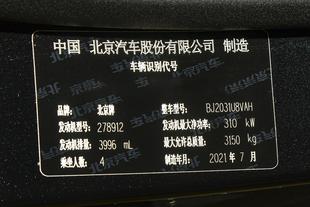 中国 北京汽车股份有限公司 制造
车辆识别代号
品牌: 北京牌 整车型号: BJ2031U8VAH
发动机型号: 278912 发动机最大净功率: 310 kW
发动机排量: 3996 mL 最大允许总质量: 3150 kg
乘坐人数: 4 制造年月: 2021 年 7 月